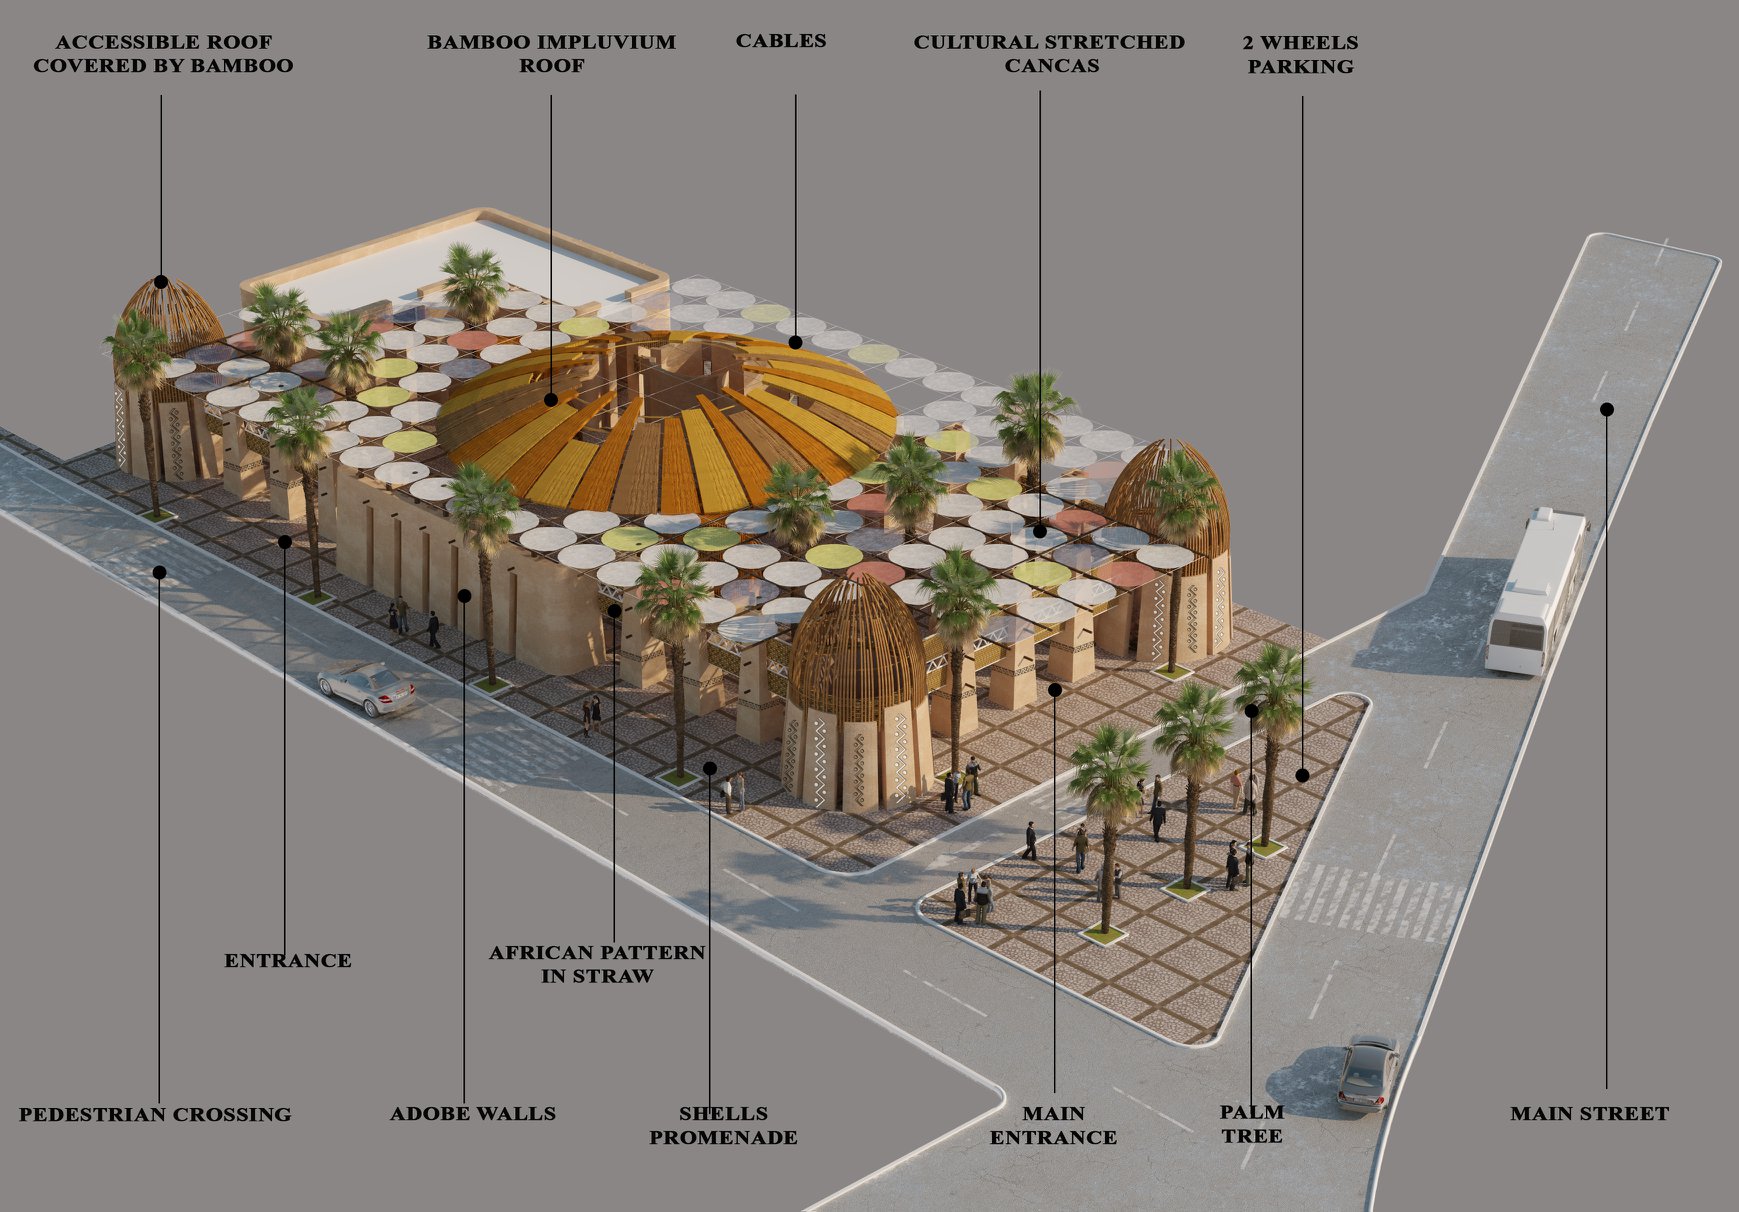 ACCESSIBLE ROOF
COVERED BY BAMBOO
BAMBOO IMPLUVIUM
ROOF
CABLES
CULTURAL STRETCHED
CANCAS
2 WHEELS
PARKING
ENTRANCE
AFRICAN PATTERN
IN STRAW
PEDESTRIAN CROSSING
ADOBE WALLS
SHELLS
PROMENADE
MAIN
ENTRANCE
PALM
TREE
MAIN STREET